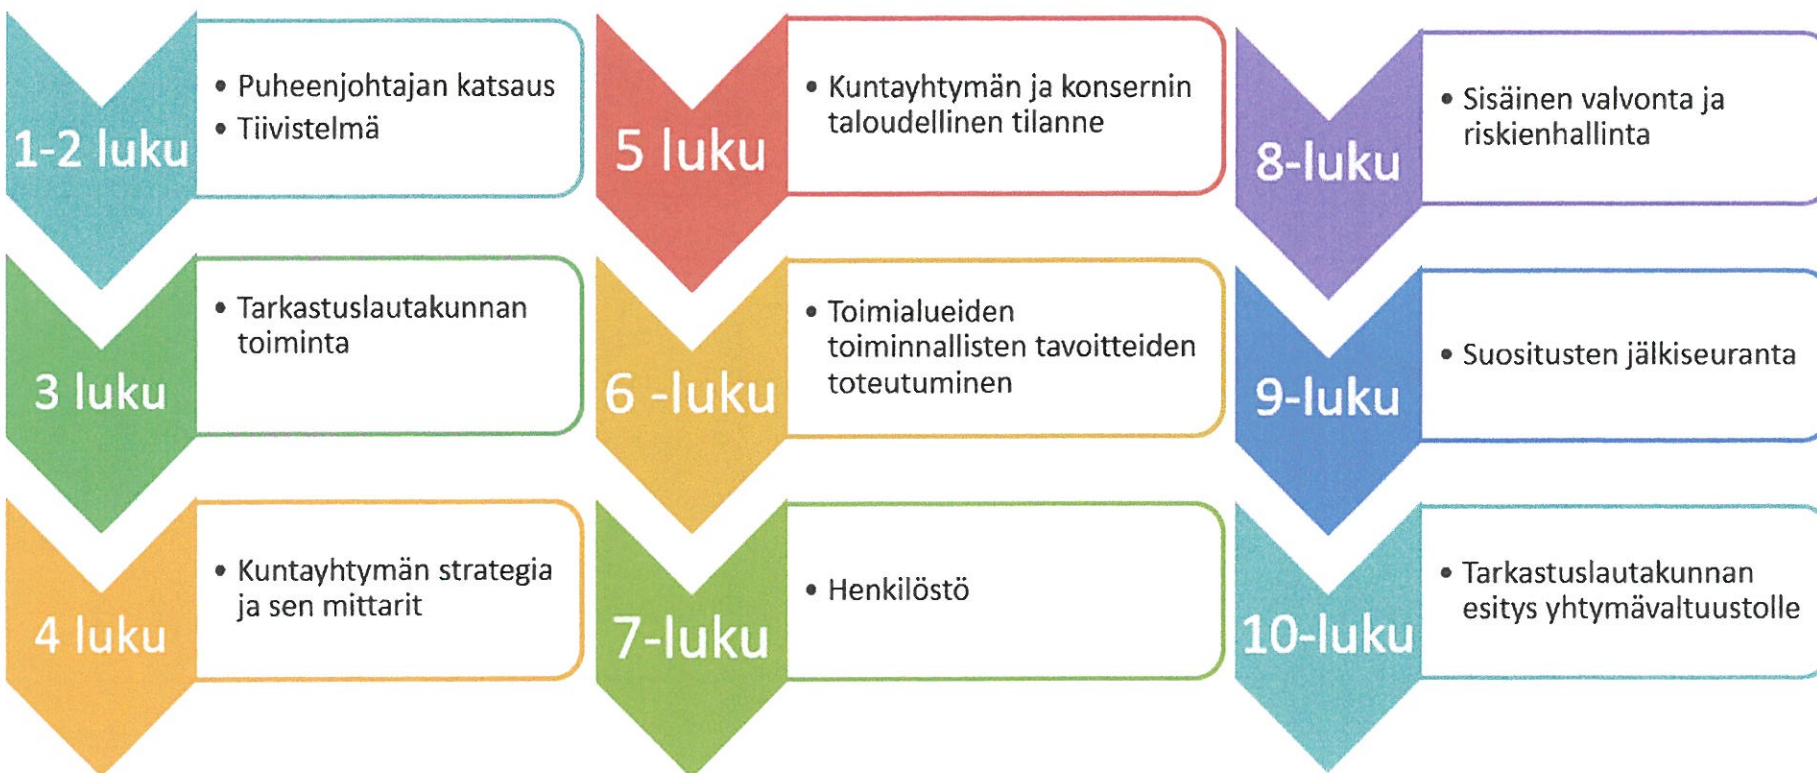 1-2 luku
• Puheenjohtajan katsaus
• Tiivistelmä
3 luku
• Tarkastuslautakunnan
toiminta
4 luku
• Kuntayhtymän strategia
ja sen mittarit
5 luku
• Kuntayhtymän ja konsernin
taloudellinen tilanne
6 -luku
• Toimialueiden
toiminnallisten tavoitteiden
toteutuminen
7-luku
• Henkilöstö
8-luku
• Sisäinen valvonta ja
riskienhallinta
9-luku
• Suositusten jälkiseuranta
10-luku
• Tarkastuslautakunnan
esitys yhtymävaltuustolle